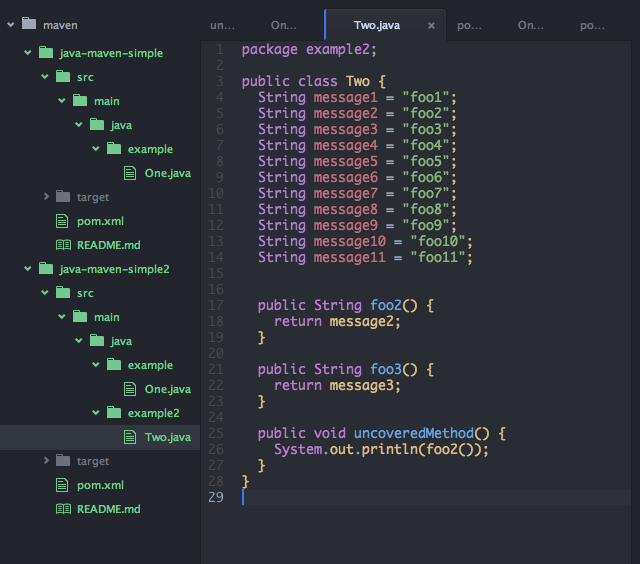 maven
java-maven-simple
src
main
java
example
One.java
target
pom.xml
README.md
java-maven-simple2
src
main
java
example
One.java
example2
Two.java
target
pom.xml
README.md
un... On... Two.java × po... On... po...
1 package example2;
2
3 public class Two {
4   String message1 = "foo1";
5   String message2 = "foo2";
6   String message3 = "foo3";
7   String message4 = "foo4";
8   String message5 = "foo5";
9   String message6 = "foo6";
10   String message7 = "foo7";
11   String message8 = "foo8";
12   String message9 = "foo9";
13   String message10 = "foo10";
14   String message11 = "foo11";
15
16
17   public String foo2() {
18     return message2;
19   }
20
21   public String foo3() {
22     return message3;
23   }
24
25   public void uncoveredMethod() {
26     System.out.println(foo2());
27   }
28 }
29